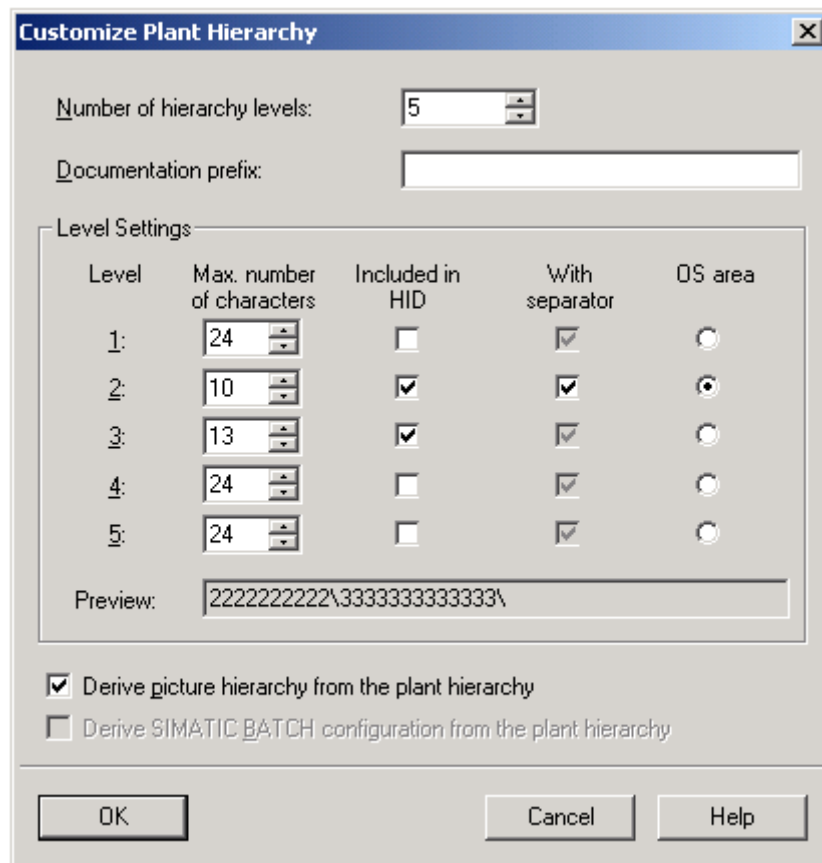 Customize Plant Hierarchy
Number of hierarchy levels: 5
Documentation prefix:
Level Settings
Level Max. number of characters Included in HID With separator OS area
1: 24
2: 10
3: 13
4: 24
5: 24
Preview: 2222222222\3333333333333\
Derive picture hierarchy from the plant hierarchy
Derive SIMATIC BATCH configuration from the plant hierarchy
OK Cancel Help